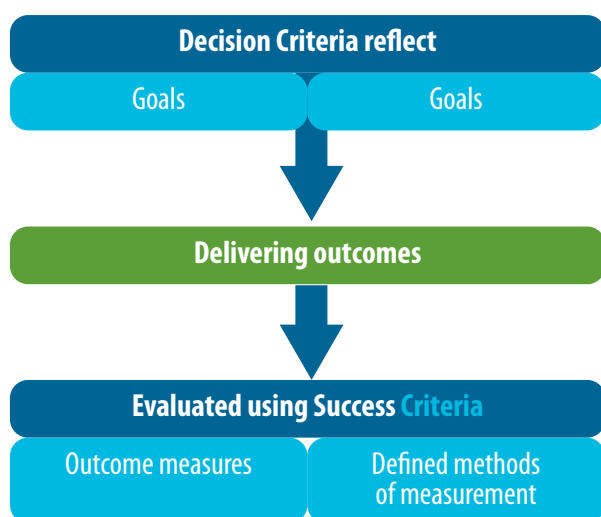 Decision Criteria reflect
Goals
Goals
Delivering outcomes
Evaluated using Success Criteria
Outcome measures
Defined methods
of measurement